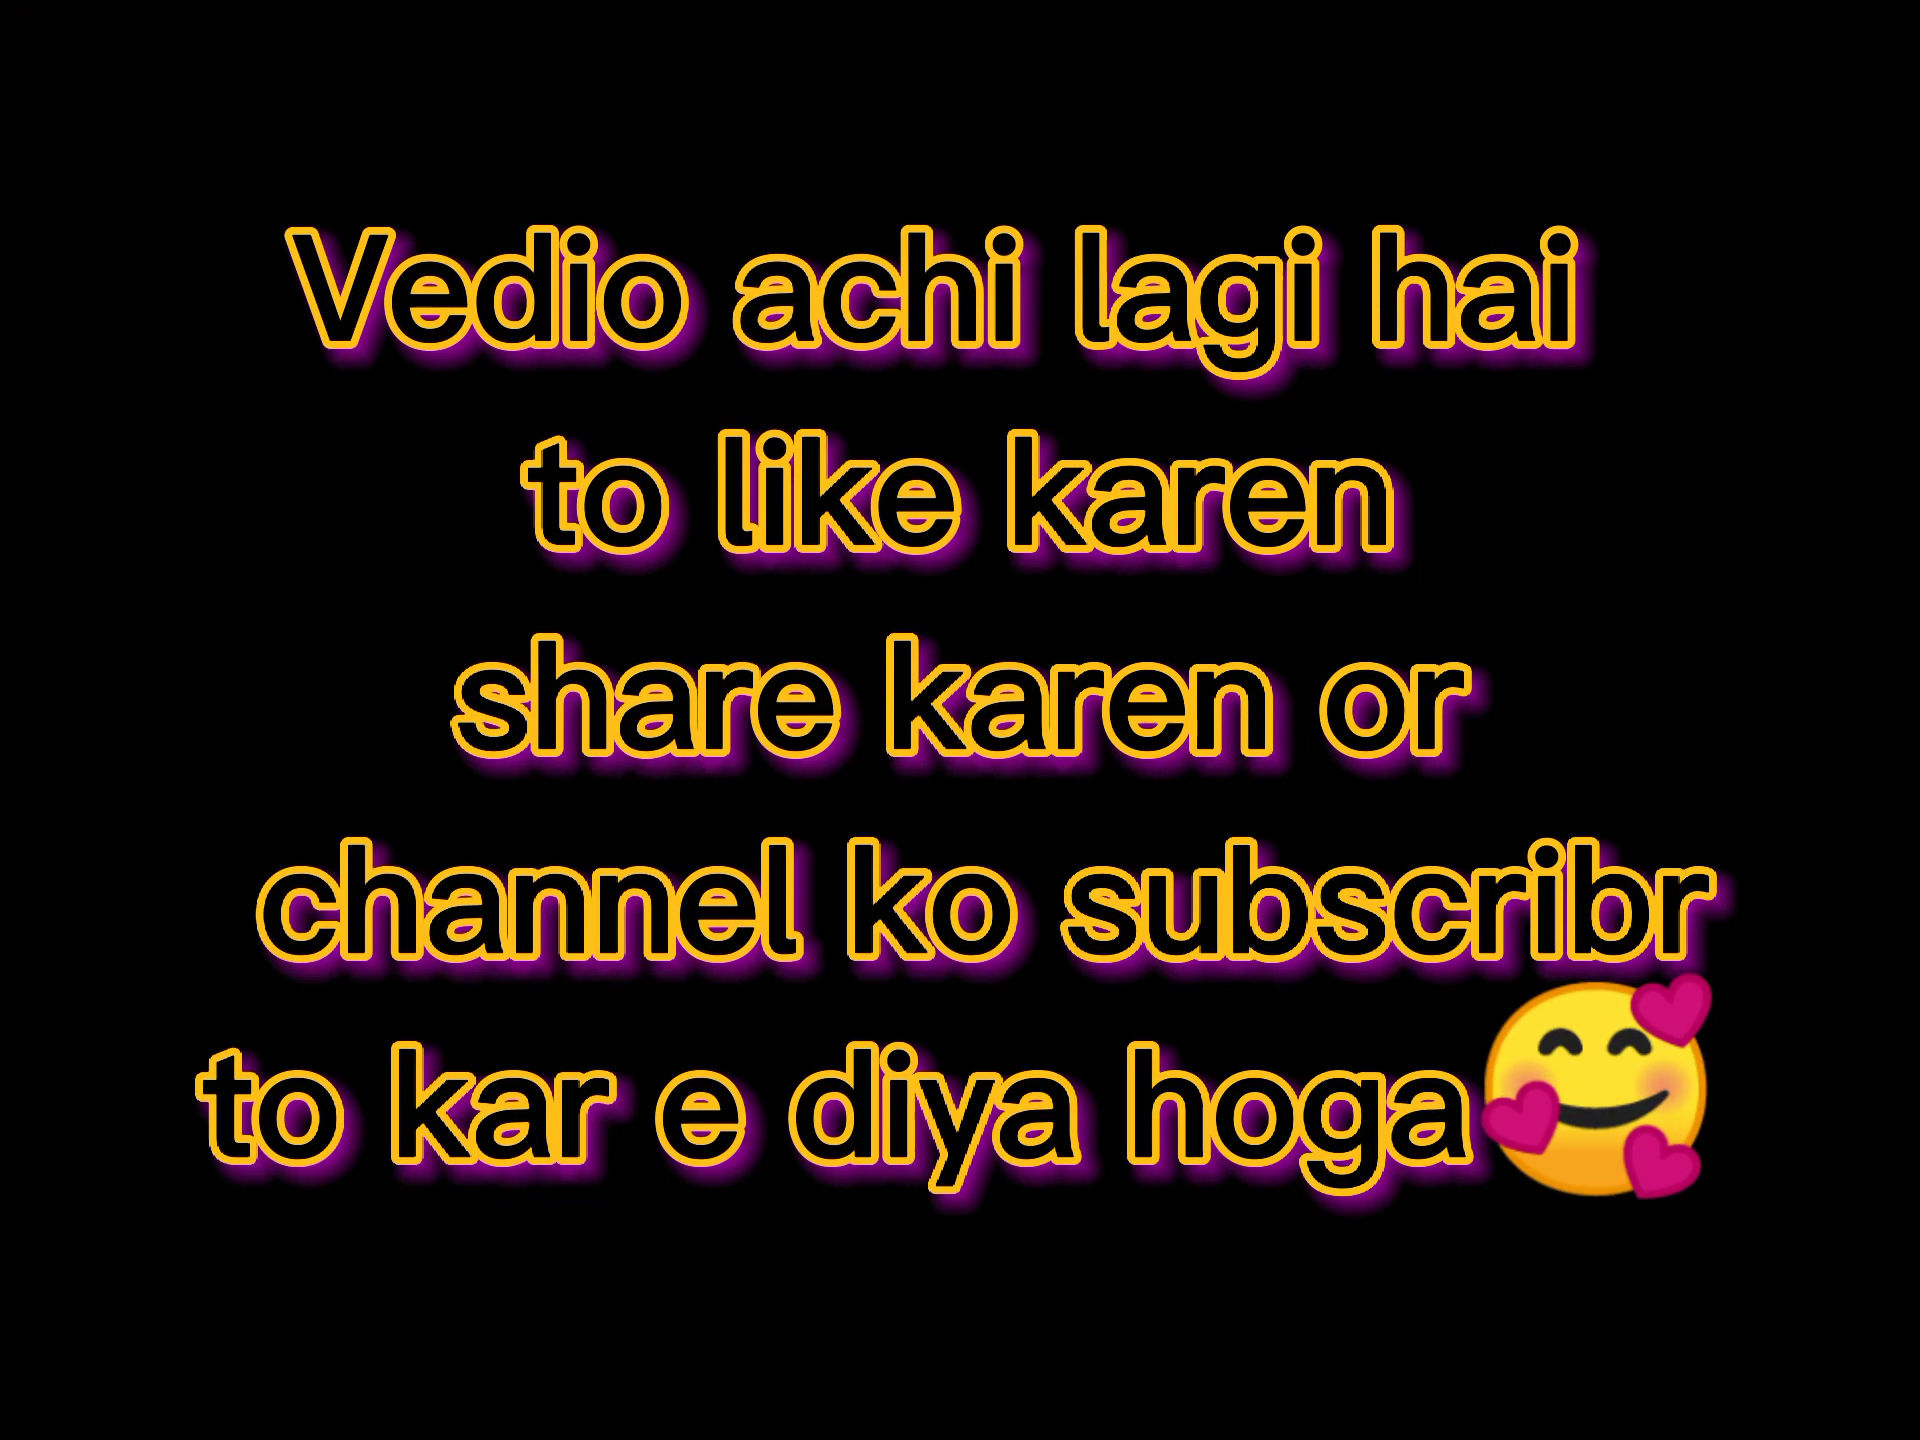 Vedio achi lagi hai
to like karen
share karen or
channel ko subscribr
to kar e diya hoga🥰